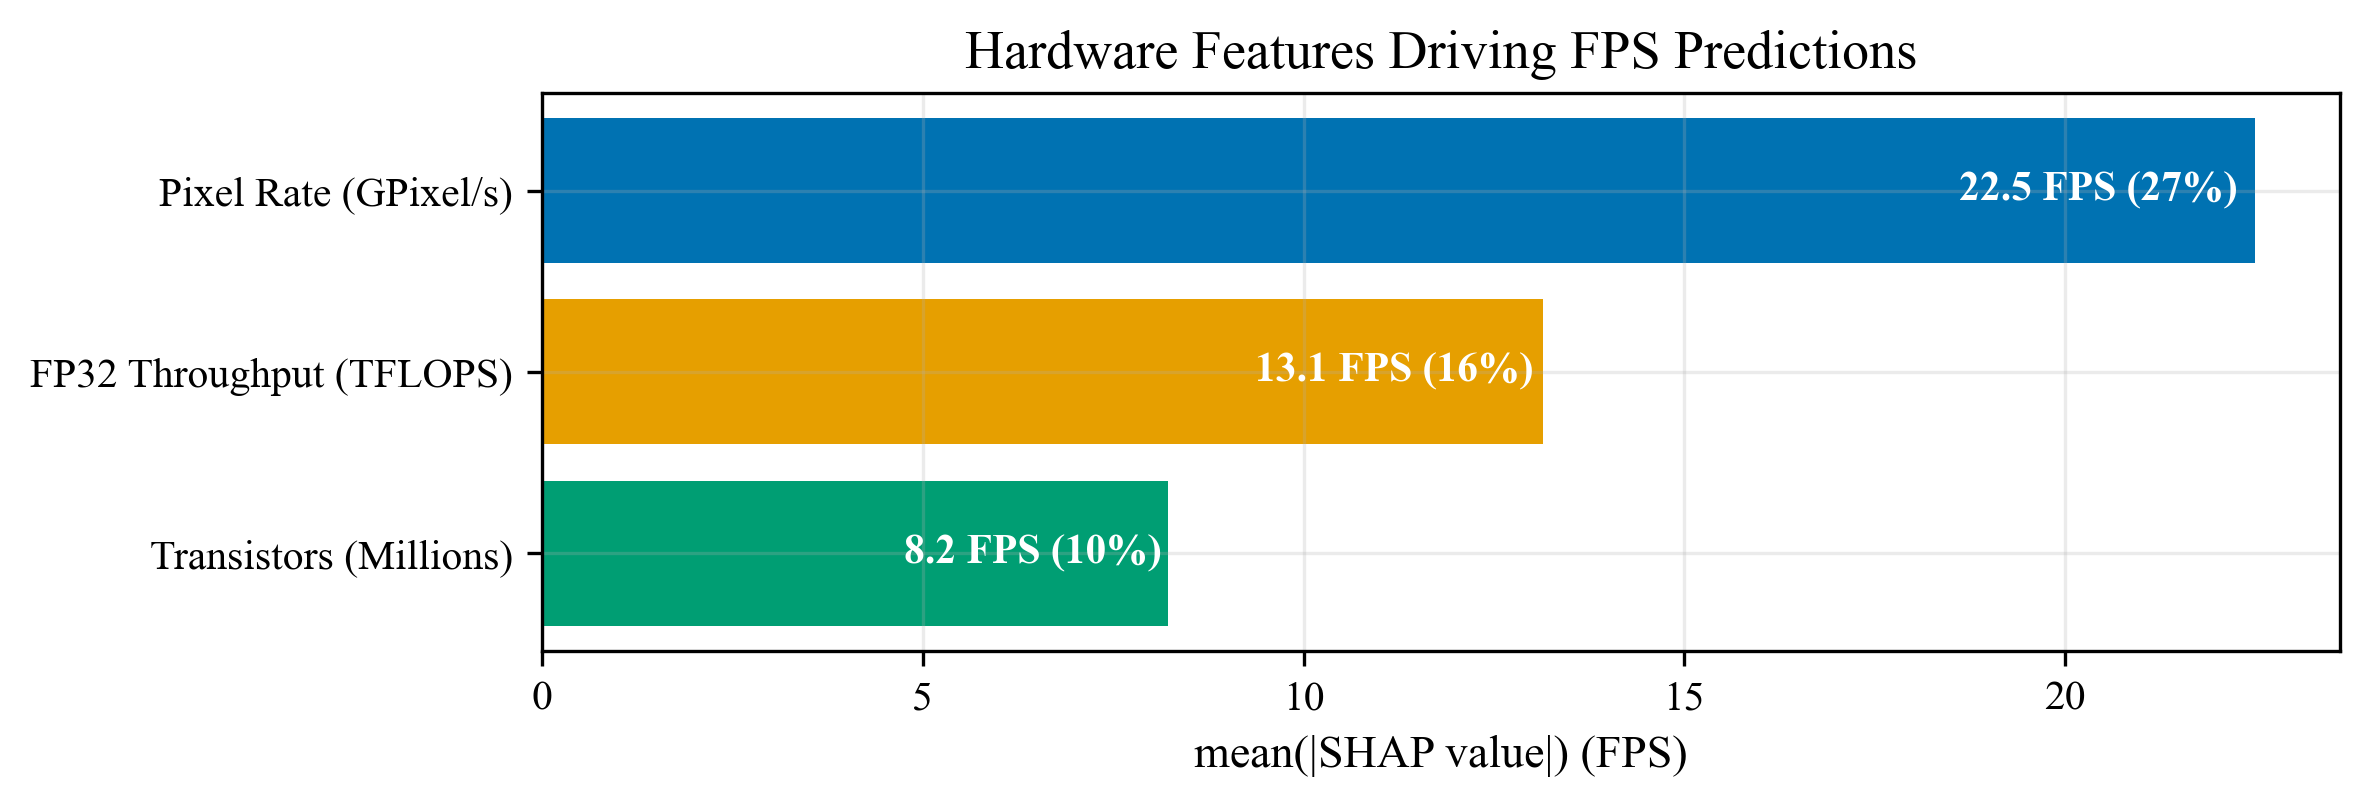 Hardware Features Driving FPS Predictions
Pixel Rate (GPixel/s)
22.5 FPS (27%)
FP32 Throughput (TFLOPS)
13.1 FPS (16%)
Transistors (Millions)
8.2 FPS (10%)
0 5 10 15 20
mean(|SHAP value|) (FPS)